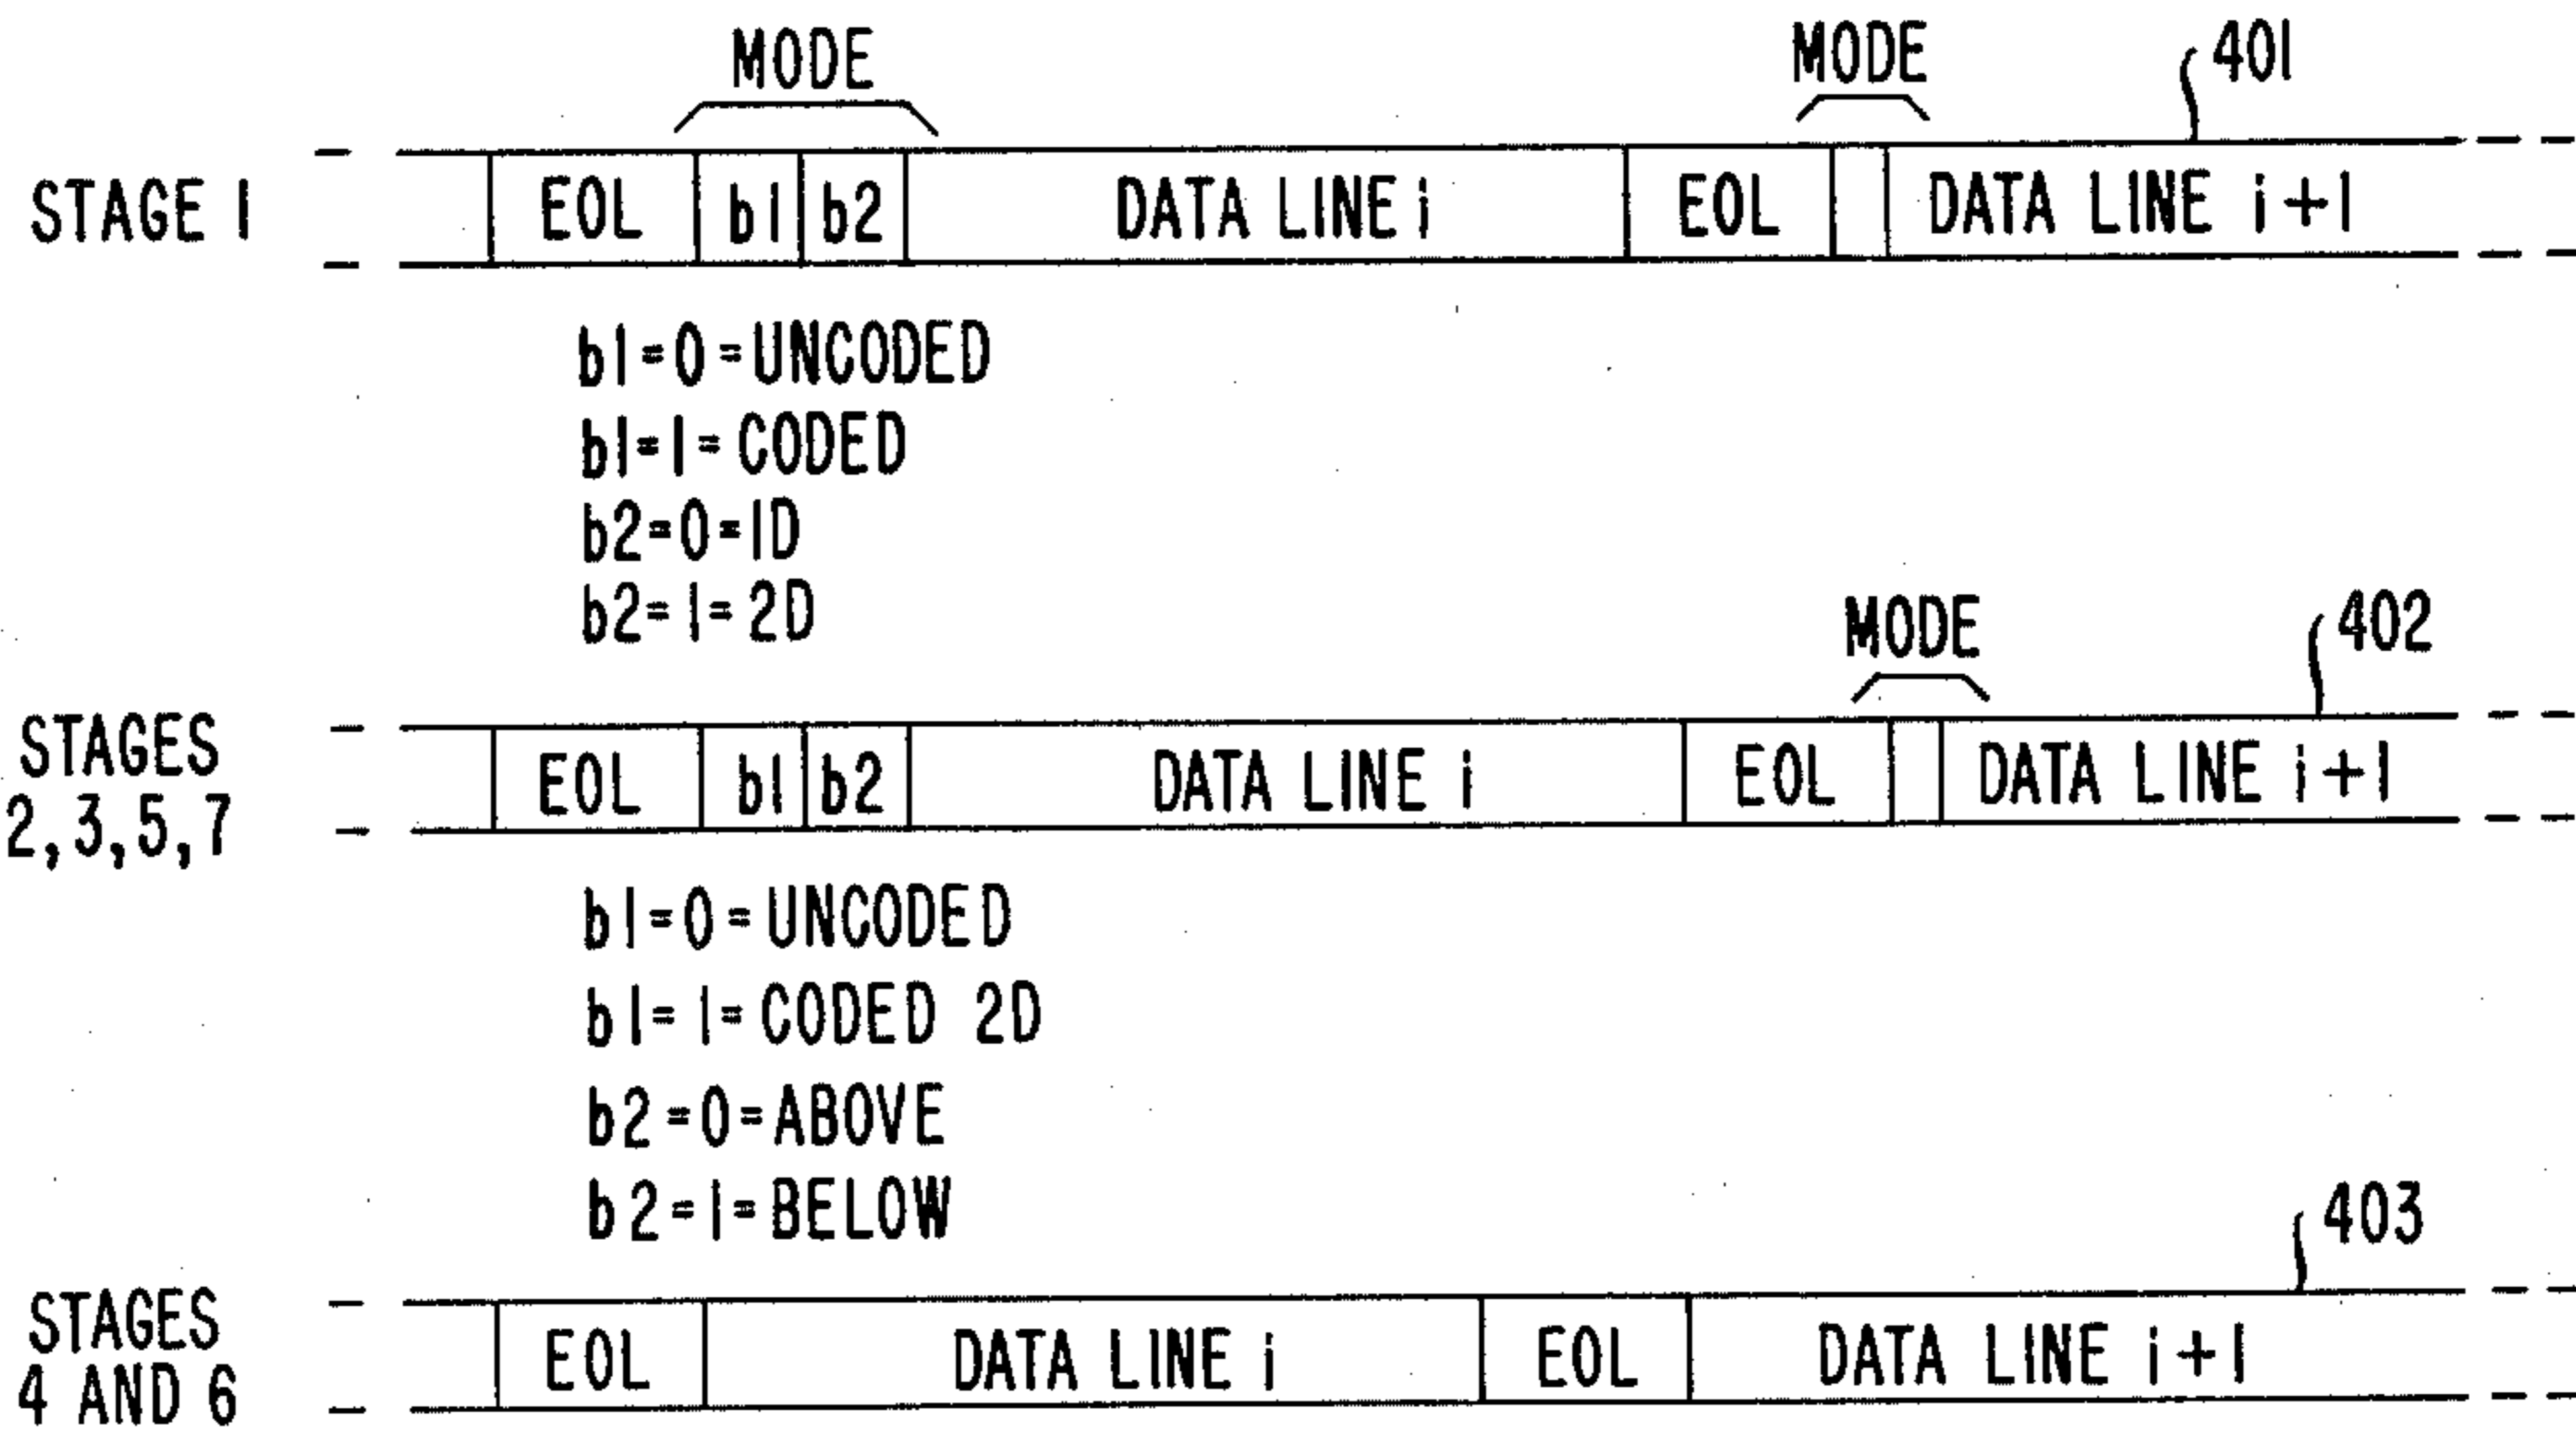 MODE MODE 401
STAGE 1 EOL b1 b2 DATA LINE i EOL DATA LINE i+1
b1=0=UNCODED
b1=1=CODED
b2=0=1D
b2=1=2D
MODE 402
STAGES
2,3,5,7
EOL b1 b2 DATA LINE i EOL DATA LINE i+1
b1=0=UNCODED
b1=1=CODED 2D
b2=0=ABOVE
b2=1=BELOW
403
STAGES
4 AND 6
EOL DATA LINE i EOL DATA LINE i+1